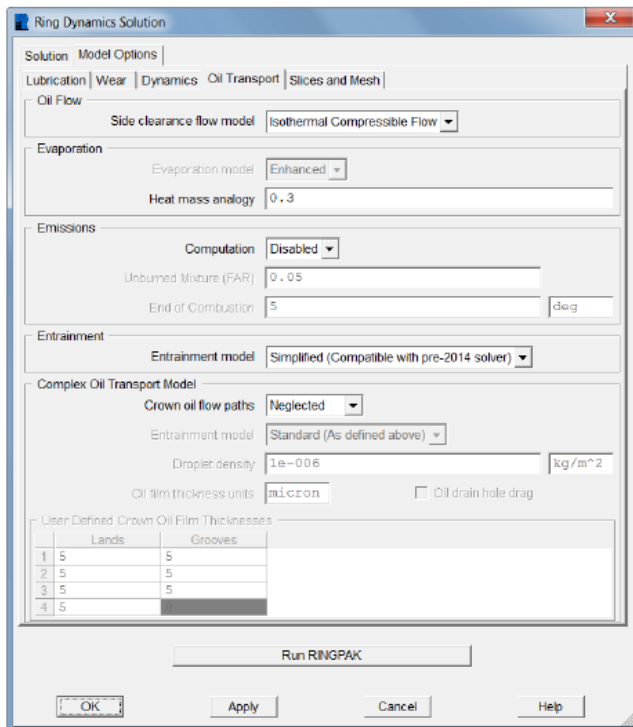 Ring Dynamics Solution
Solution Model Options
Lubrication Wear Dynamics Oil Transport Slices and Mesh
Oil Flow
Side clearance flow model Isothermal Compressible Flow
Evaporation
Evaporation model Enhanced
Heat mass analogy 0.3
Emissions
Computation Disabled
Unburned Mixture (FAR) 0.05
End of Combustion 5 deg
Entrainment
Entrainment model Simplified (Compatible with pre-2014 solver)
Complex Oil Transport Model
Crown oil flow paths Neglected
Entrainment model Standard (As defined above)
Droplet density 1e-006 kg/m^2
Oil film thickness units micron Oil drain hole drag
User Defined Crown Oil Film Thicknesses
Lands Grooves
1 5 5
2 5 5
3 5 5
4 5
Run RINGPAK
OK Apply Cancel Help